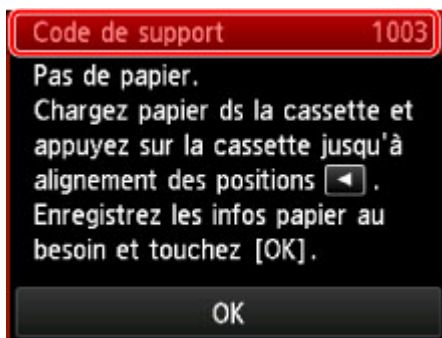 Code de support 1003
Pas de papier.
Chargez papier ds la cassette et
appuyez sur la cassette jusqu'à
alignement des positions ◀ .
Enregistrez les infos papier au
besoin et touchez [OK].
OK